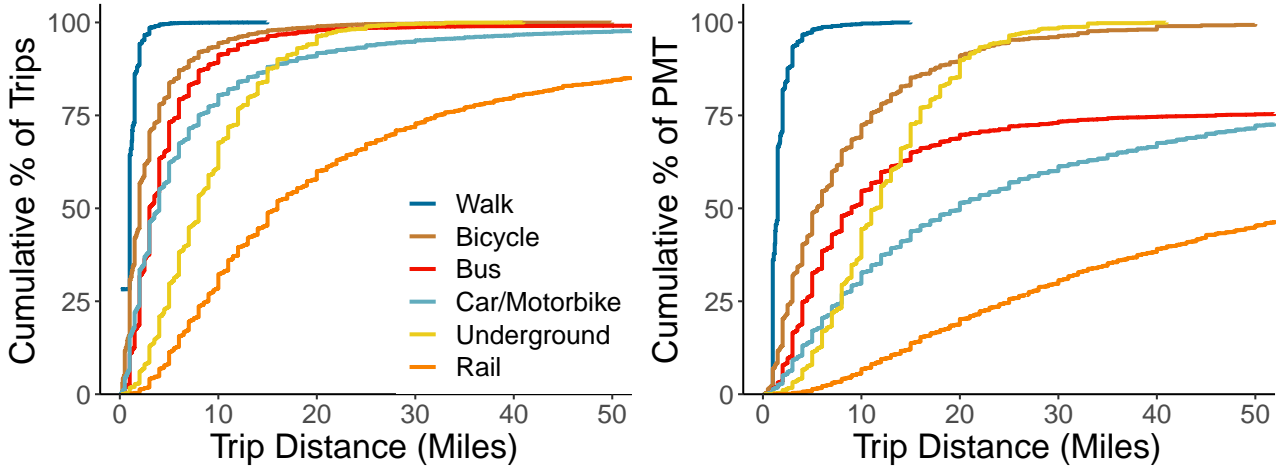 Cumulative % of Trips
100
75
50
25
0
Walk
Bicycle
Bus
Car/Motorbike
Underground
Rail
0 10 20 30 40 50
Trip Distance (Miles)
Cumulative % of PMT
100
75
50
25
0
0 10 20 30 40 50
Trip Distance (Miles)